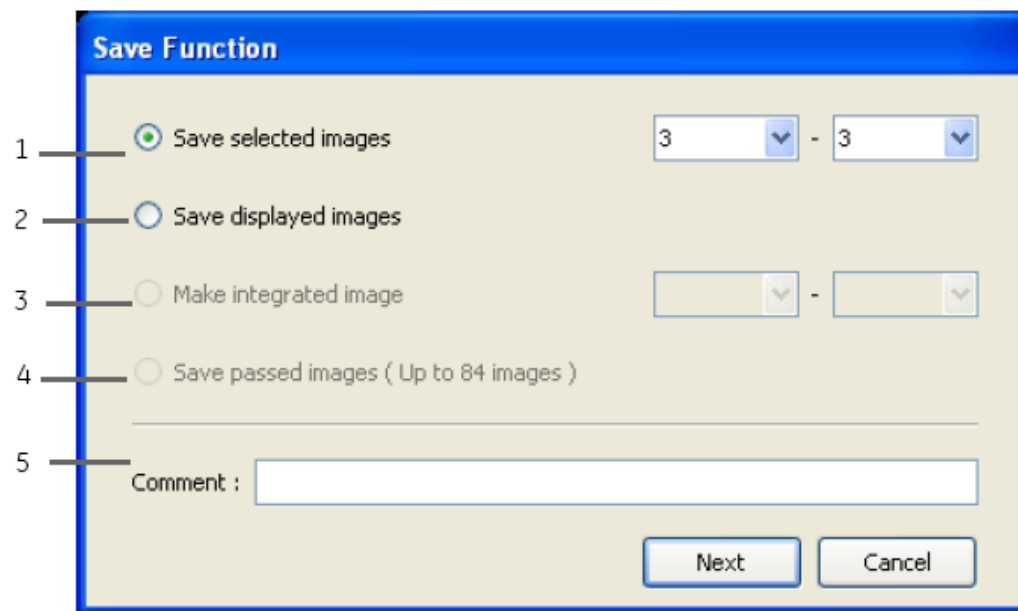 Save Function
1 Save selected images 3 - 3
2 Save displayed images
3 Make integrated image -
4 Save passed images ( Up to 84 images )
5
Comment :
Next Cancel